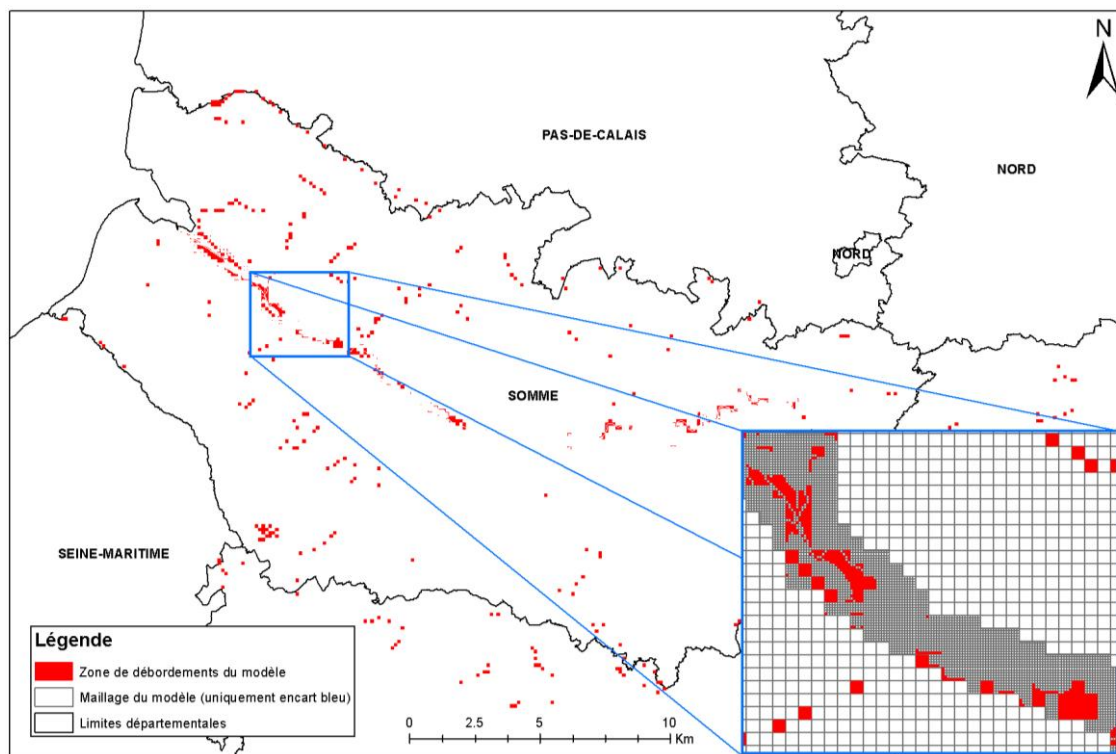 N
PAS-DE-CALAIS
NORD
NORD
SOMME
SEINE-MARITIME
Légende
Zone de débordements du modèle
Maillage du modèle (uniquement encart bleu)
Limites départementales
0 2.5 5 10
Km